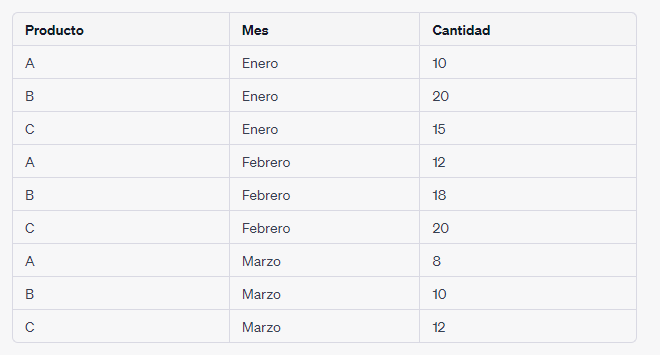 Producto Mes Cantidad
A Enero 10
B Enero 20
C Enero 15
A Febrero 12
B Febrero 18
C Febrero 20
A Marzo 8
B Marzo 10
C Marzo 12